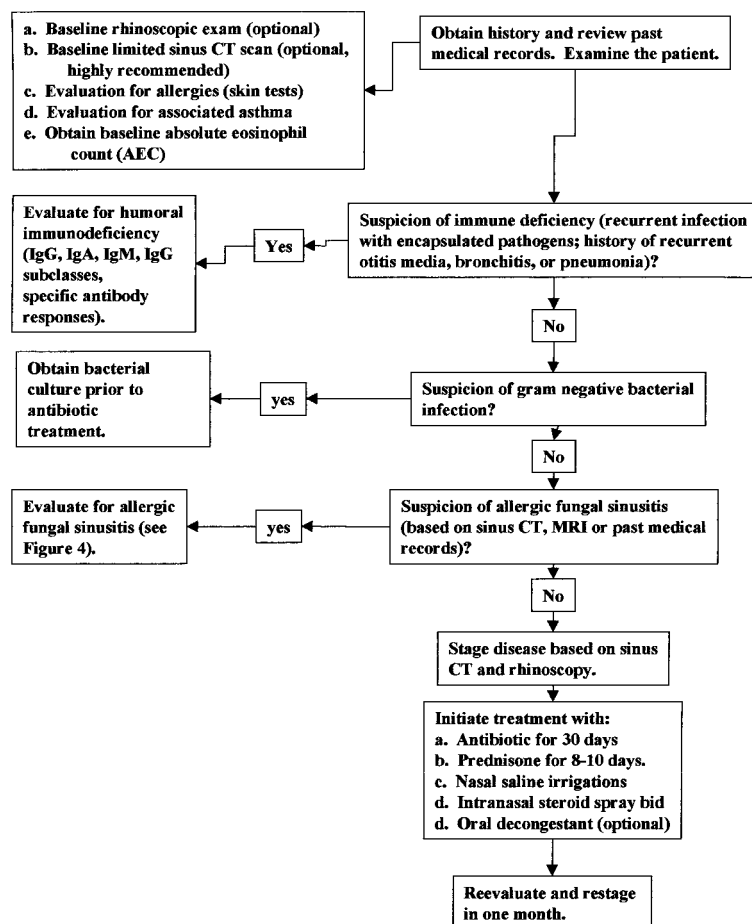 a. Baseline rhinoscopic exam (optional)
b. Baseline limited sinus CT scan (optional,
highly recommended)
c. Evaluation for allergies (skin tests)
d. Evaluation for associated asthma
e. Obtain baseline absolute eosinophil
count (AEC)
Obtain history and review past
medical records. Examine the patient.
Evaluate for humoral
immunodeficiency
(IgG, IgA, IgM, IgG
subclasses,
specific antibody
responses).
Yes
Suspicion of immune deficiency (recurrent infection
with encapsulated pathogens; history of recurrent
otitis media, bronchitis, or pneumonia)?
No
Obtain bacterial
culture prior to
antibiotic
treatment.
yes
Suspicion of gram negative bacterial
infection?
No
Evaluate for allergic
fungal sinusitis (see
Figure 4).
yes
Suspicion of allergic fungal sinusitis
(based on sinus CT, MRI or past medical
records)?
No
Stage disease based on sinus
CT and rhinoscopy.
Initiate treatment with:
a. Antibiotic for 30 days
b. Prednisone for 8-10 days.
c. Nasal saline irrigations
d. Intranasal steroid spray bid
d. Oral decongestant (optional)
Reevaluate and restage
in one month.